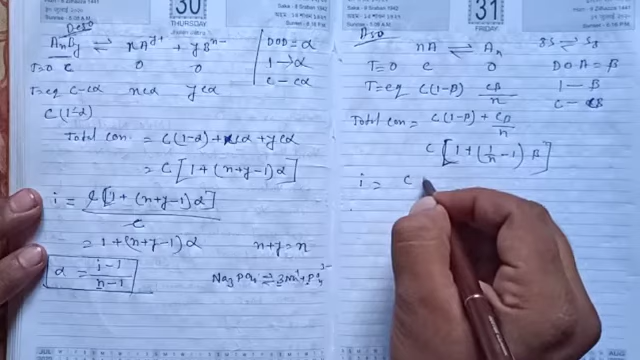 30
THURSDAY
AnBy ⇌ nA^y+ + yB^n-
T=0 C 0 0
T=eq C-Cα nCα yCα
C(1-α)
DOD = α
1 → α
C - Cα
Total con. = C(1-α) + nCα + yCα
= C[1 + (n+y-1)α]
i = C[1 + (n+y-1)α] / C
= 1 + (n+y-1)α n+y = n
α = (i-1)/(n-1)
Na3PO4 ⇌ 3Na+ + PO4^3-
31
FRIDAY
Aso
nA ⇌ An 8S ⇌ S8
T=0 C 0 DOA = β
T=eq C(1-β) Cβ/n 1-β
C - Cβ
Total con = C(1-β) + Cβ/n
C[1 + (1/n - 1)β]
i = C